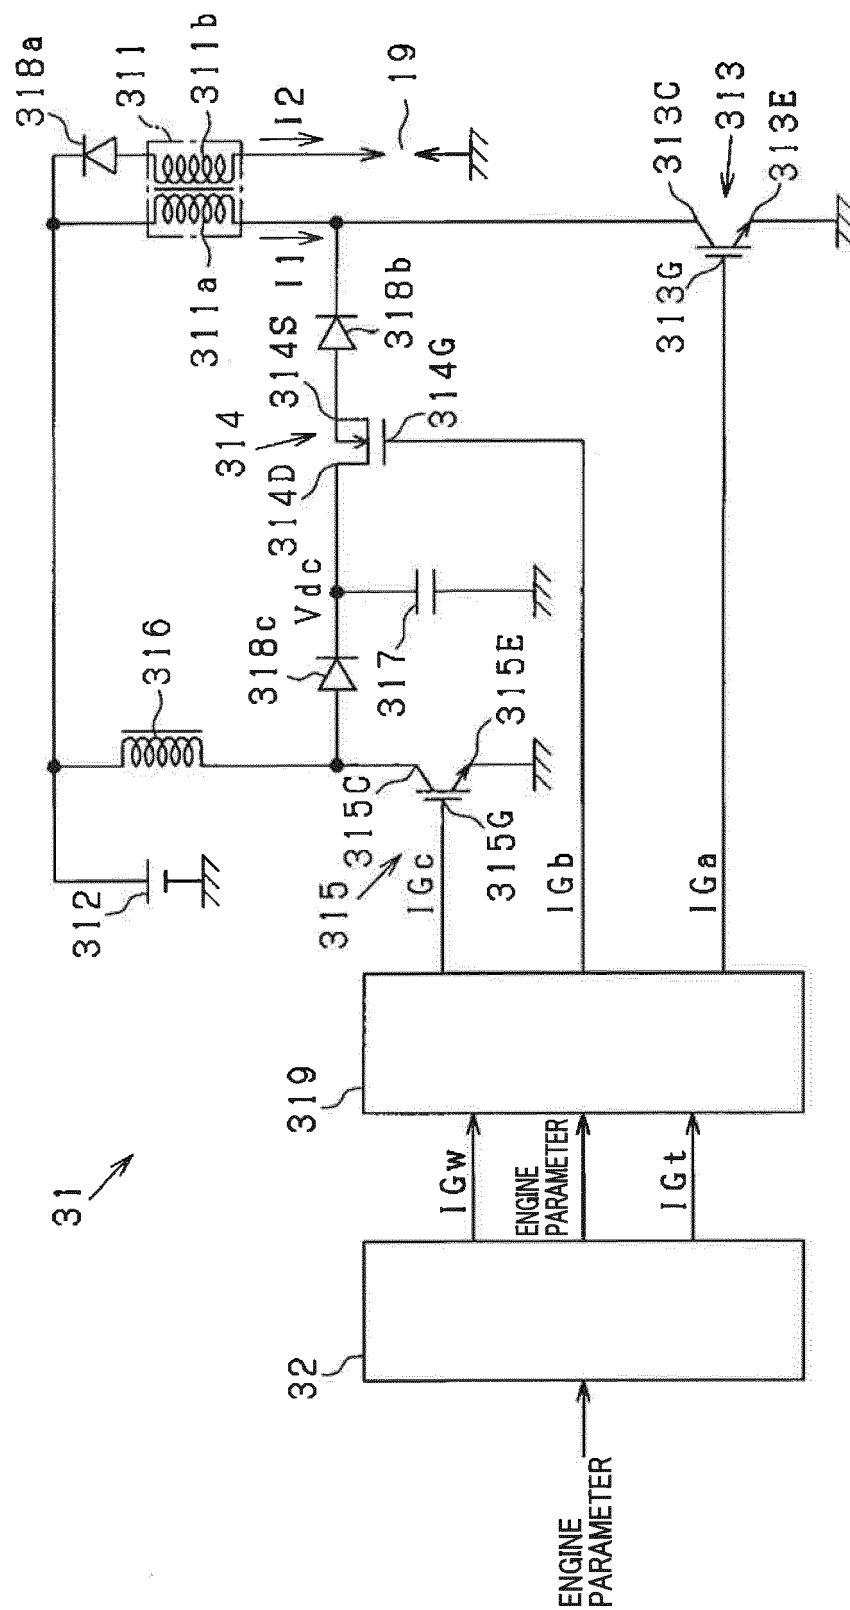 31
ENGINE
PARAMETER
32
IGw
ENGINE
PARAMETER
IGt
319
312
316
315
315C
315G
315E
IGc
IGb
IGa
318c
Vdc
317
314
314D
314S
314G
318b
311a
I1
318a
311
311b
I2
19
313C
313
313E
313G